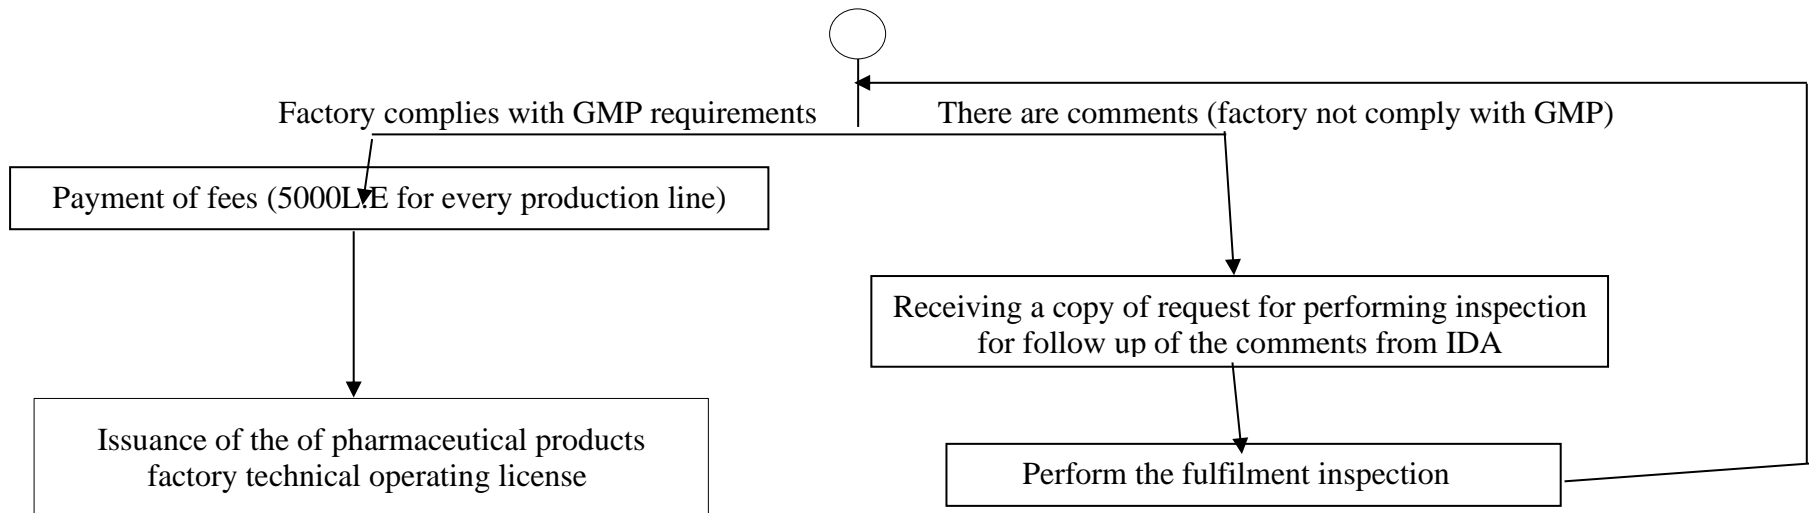 Factory complies with GMP requirements
There are comments (factory not comply with GMP)
Payment of fees (5000L.E for every production line)
Receiving a copy of request for performing inspection
for follow up of the comments from IDA
Issuance of the of pharmaceutical products
factory technical operating license
Perform the fulfilment inspection